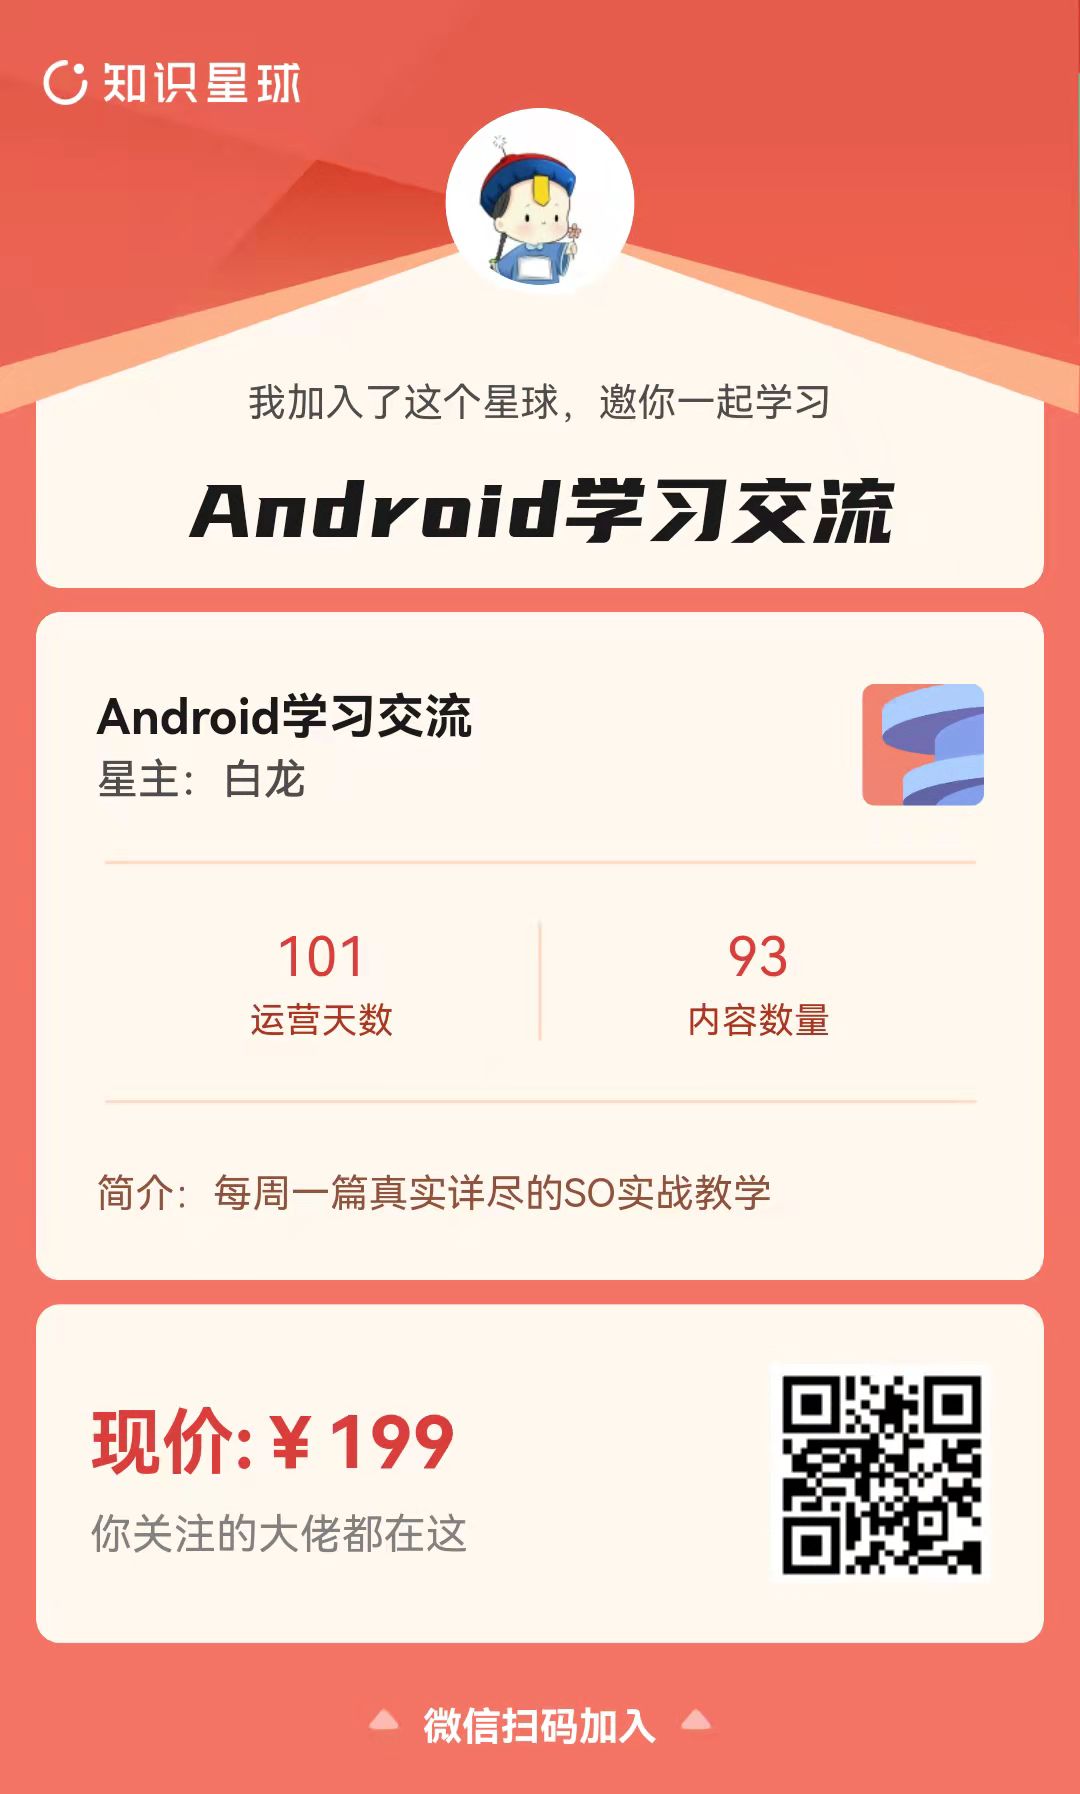 知识星球
我加入了这个星球，邀你一起学习
Android学习交流
Android学习交流
星主：白龙
101
运营天数
93
内容数量
简介：每周一篇真实详尽的SO实战教学
现价:¥199
你关注的大佬都在这
微信扫码加入